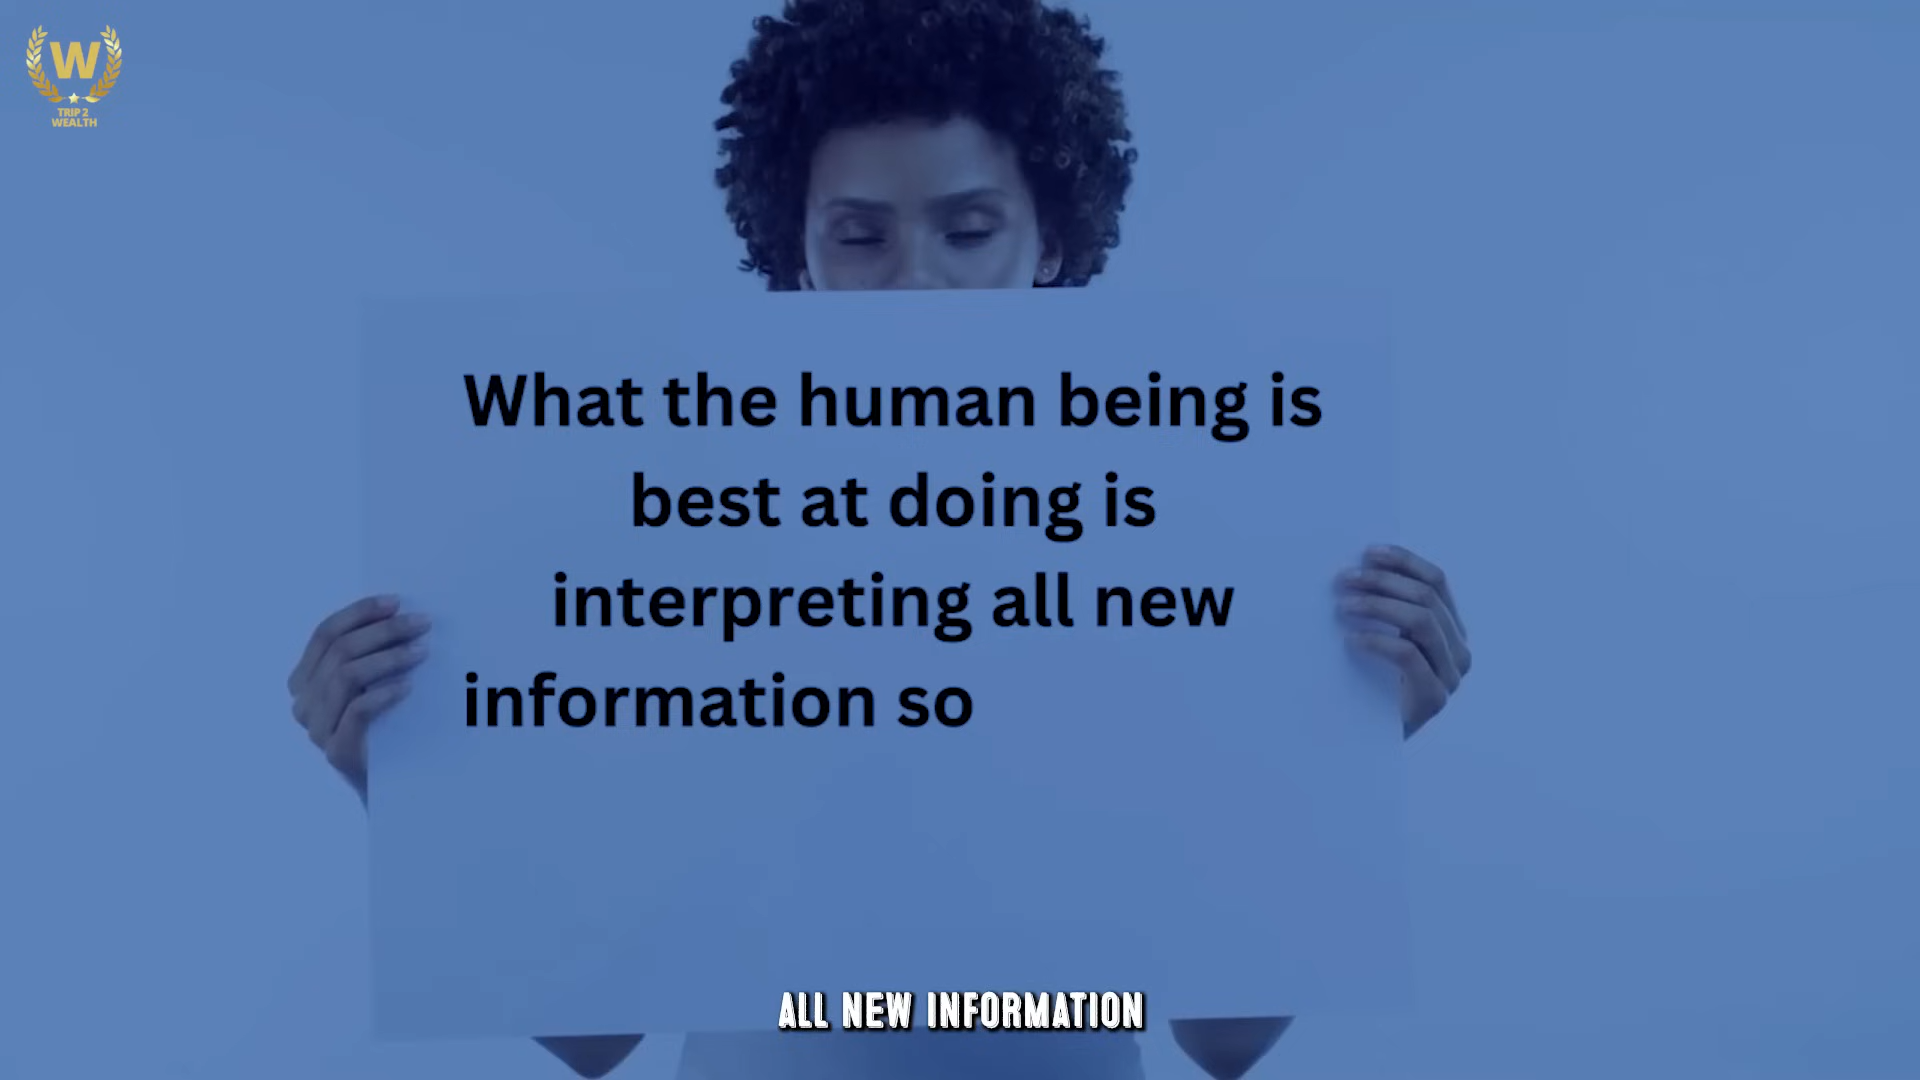 W
TRIP 2
WEALTH
What the human being is
best at doing is
interpreting all new
information so
ALL NEW INFORMATION